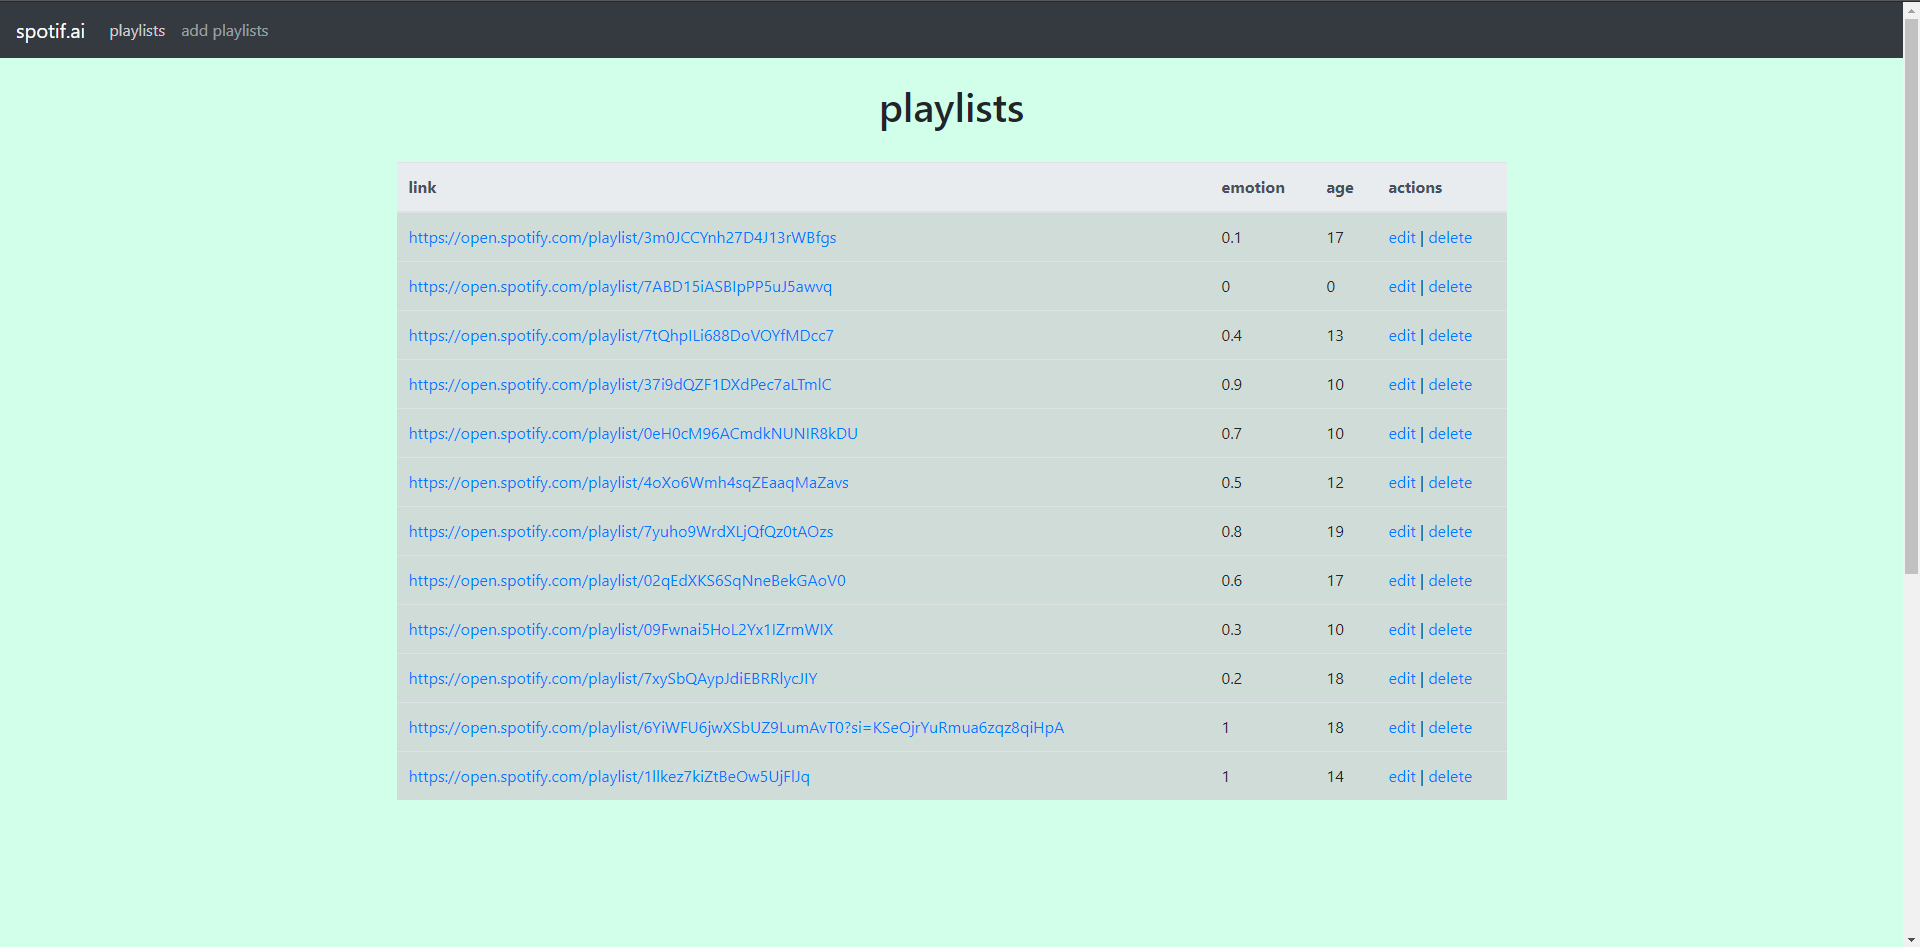 spotif.ai playlists add playlists
playlists
link emotion age actions
https://open.spotify.com/playlist/3m0JCCYnh27D4J13rWBfgs 0.1 17 edit | delete
https://open.spotify.com/playlist/7ABD15iASBIpPP5uJ5awvq 0 0 edit | delete
https://open.spotify.com/playlist/7tQhpILi688DoVOYfMDcc7 0.4 13 edit | delete
https://open.spotify.com/playlist/37i9dQZF1DXdPec7aLTmlC 0.9 10 edit | delete
https://open.spotify.com/playlist/0eH0cM96ACmdkNUNIR8kDU 0.7 10 edit | delete
https://open.spotify.com/playlist/4oXo6Wmh4sqZEaaqMaZavs 0.5 12 edit | delete
https://open.spotify.com/playlist/7yuho9WrdXLjQfQz0tAOzs 0.8 19 edit | delete
https://open.spotify.com/playlist/02qEdXKS6SqNneBekGAoV0 0.6 17 edit | delete
https://open.spotify.com/playlist/09Fwnai5HoL2Yx1IZrmWIX 0.3 10 edit | delete
https://open.spotify.com/playlist/7xySbQAypJdiEBRRlycJIY 0.2 18 edit | delete
https://open.spotify.com/playlist/6YiWFU6jwXSbUZ9LumAvT0?si=KSeOjrYuRmua6zqz8qiHpA 1 18 edit | delete
https://open.spotify.com/playlist/1llkez7kiZtBeOw5UjFlJq 1 14 edit | delete